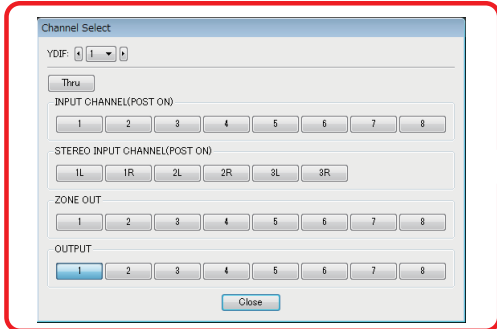 Channel Select
YDIF: 1
Thru
INPUT CHANNEL(POST ON)
1 2 3 4 5 6 7 8
STEREO INPUT CHANNEL(POST ON)
1L 1R 2L 2R 3L 3R
ZONE OUT
1 2 3 4 5 6 7 8
OUTPUT
1 2 3 4 5 6 7 8
Close